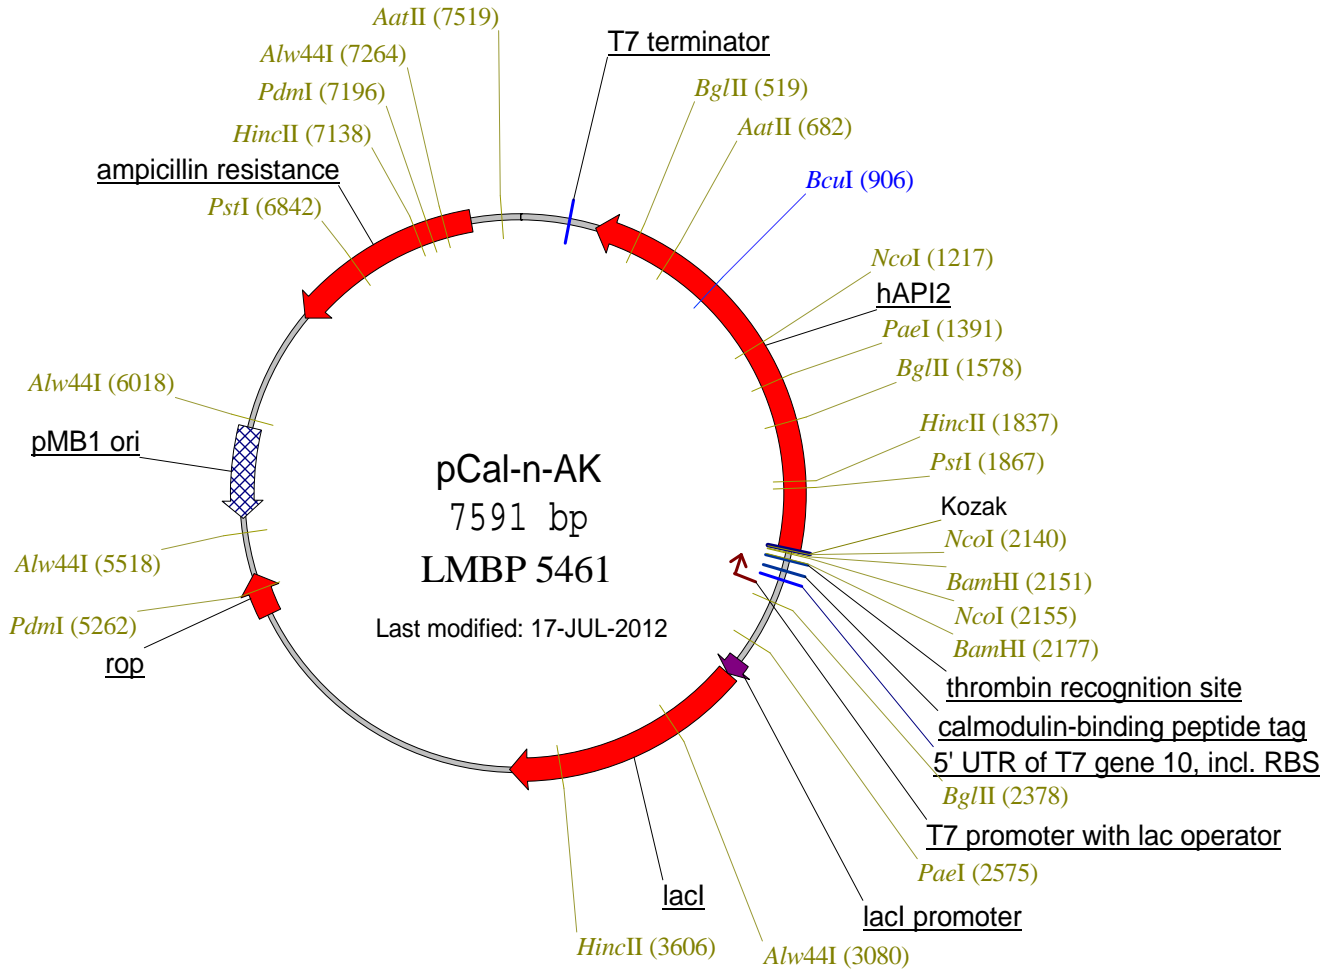 AatII (7519)
T7 terminator
Alw44I (7264)
BglII (519)
PdmI (7196)
AatII (682)
HincII (7138)
ampicillin resistance
BcuI (906)
PstI (6842)
NcoI (1217)
hAPI2
PaeI (1391)
BglII (1578)
Alw44I (6018)
HincII (1837)
pMB1 ori
PstI (1867)
pCal-n-AK
7591 bp
LMBP 5461
Last modified: 17-JUL-2012
Kozak
NcoI (2140)
BamHI (2151)
NcoI (2155)
BamHI (2177)
Alw44I (5518)
PdmI (5262)
rop
thrombin recognition site
calmodulin-binding peptide tag
5' UTR of T7 gene 10, incl. RBS
BglII (2378)
T7 promoter with lac operator
PaeI (2575)
lacI
lacI promoter
HincII (3606)
Alw44I (3080)